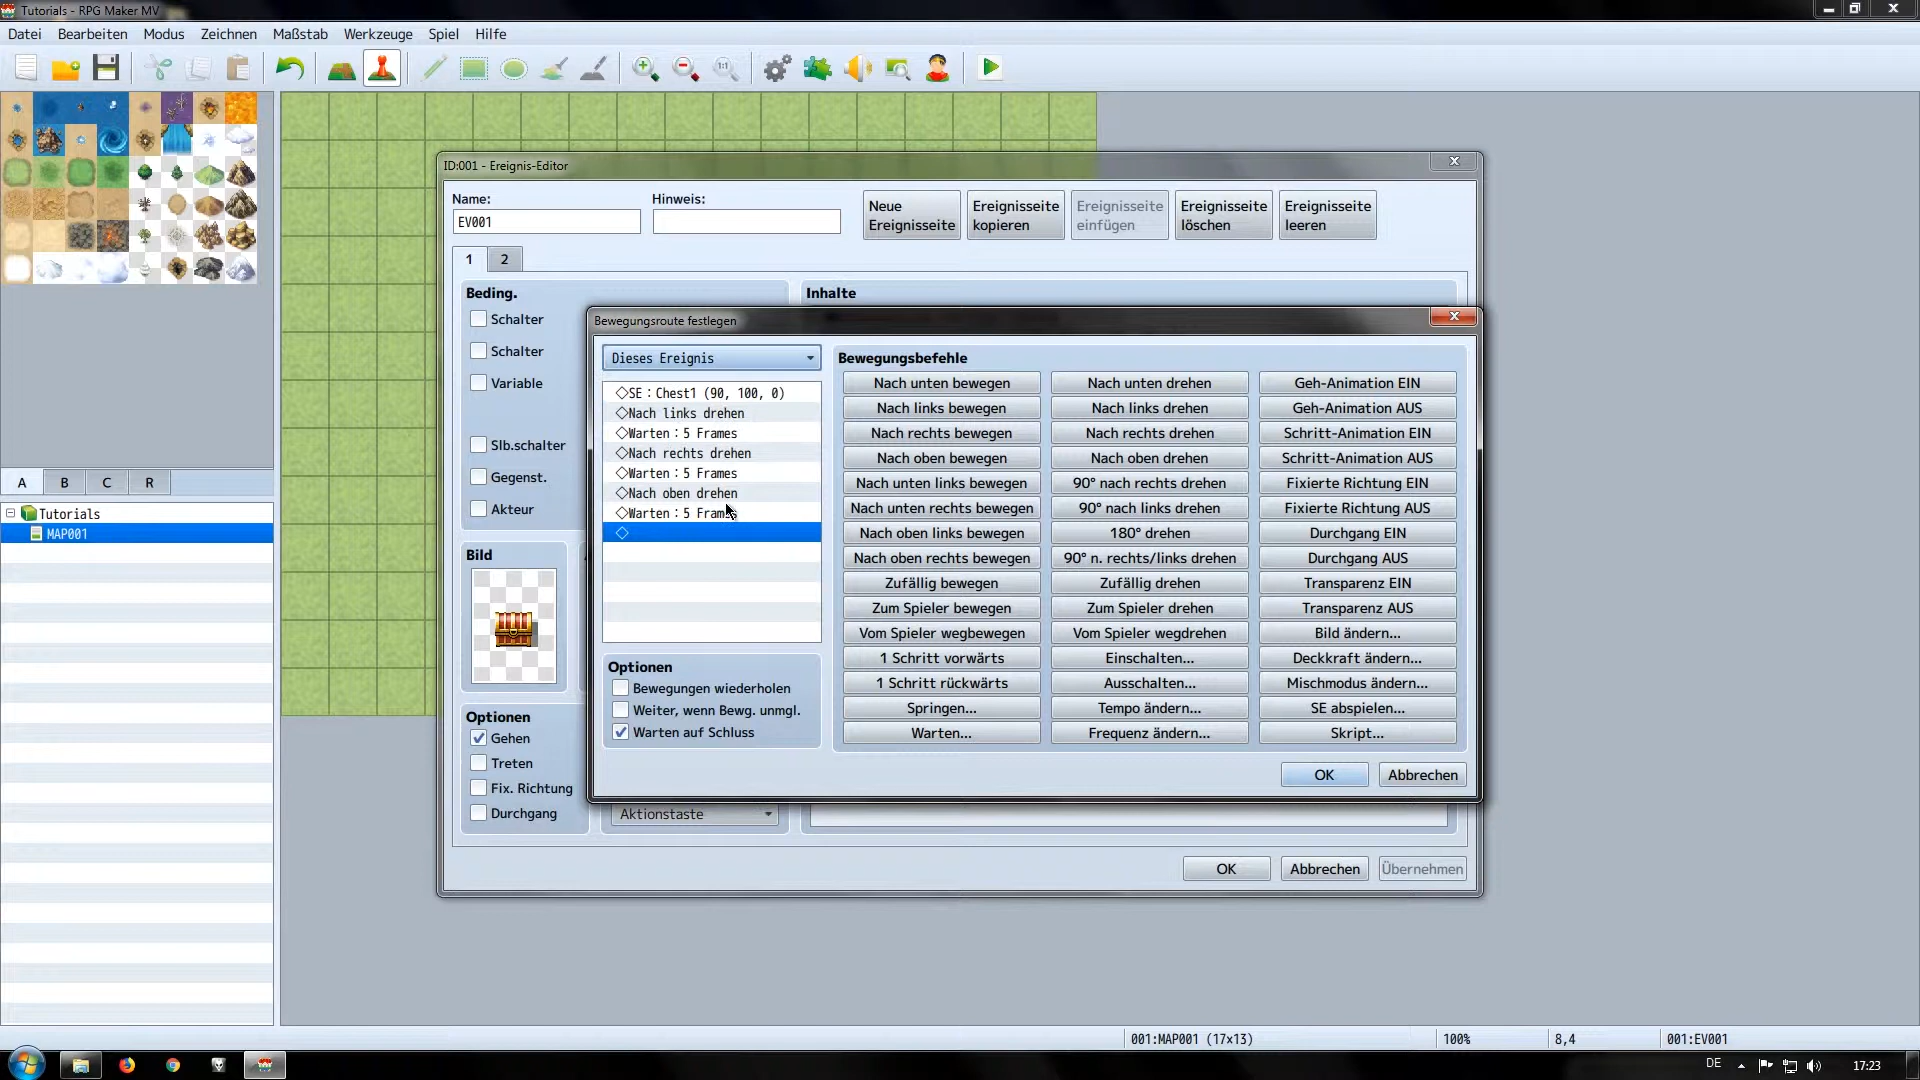 Tutorials - RPG Maker MV
Datei Bearbeiten Modus Zeichnen Maßstab Werkzeuge Spiel Hilfe
1:1
ID:001 - Ereignis-Editor
Name:
EV001
Hinweis:
Neue Ereignisseite
Ereignisseite kopieren
Ereignisseite einfügen
Ereignisseite löschen
Ereignisseite leeren
1 2
Beding.
Schalter
Schalter
Variable
Slb.schalter
Gegenst.
Akteur
Bild
Optionen
Gehen
Treten
Fix. Richtung
Durchgang
Aktionstaste
Inhalte
Bewegungsroute festlegen
Dieses Ereignis
◇SE：Chest1 (90, 100, 0)
◇Nach links drehen
◇Warten：5 Frames
◇Nach rechts drehen
◇Warten：5 Frames
◇Nach oben drehen
◇Warten：5 Frames
◇
Optionen
Bewegungen wiederholen
Weiter, wenn Bewg. unmgl.
Warten auf Schluss
Bewegungsbefehle
Nach unten bewegen Nach unten drehen Geh-Animation EIN
Nach links bewegen Nach links drehen Geh-Animation AUS
Nach rechts bewegen Nach rechts drehen Schritt-Animation EIN
Nach oben bewegen Nach oben drehen Schritt-Animation AUS
Nach unten links bewegen 90° nach rechts drehen Fixierte Richtung EIN
Nach unten rechts bewegen 90° nach links drehen Fixierte Richtung AUS
Nach oben links bewegen 180° drehen Durchgang EIN
Nach oben rechts bewegen 90° n. rechts/links drehen Durchgang AUS
Zufällig bewegen Zufällig drehen Transparenz EIN
Zum Spieler bewegen Zum Spieler drehen Transparenz AUS
Vom Spieler wegbewegen Vom Spieler wegdrehen Bild ändern...
1 Schritt vorwärts Einschalten... Deckkraft ändern...
1 Schritt rückwärts Ausschalten... Mischmodus ändern...
Springen... Tempo ändern... SE abspielen...
Warten... Frequenz ändern... Skript...
OK Abbrechen
OK Abbrechen Übernehmen
A B C R
Tutorials
MAP001
001:MAP001 (17x13) 100% 8,4 001:EV001
DE 17:23